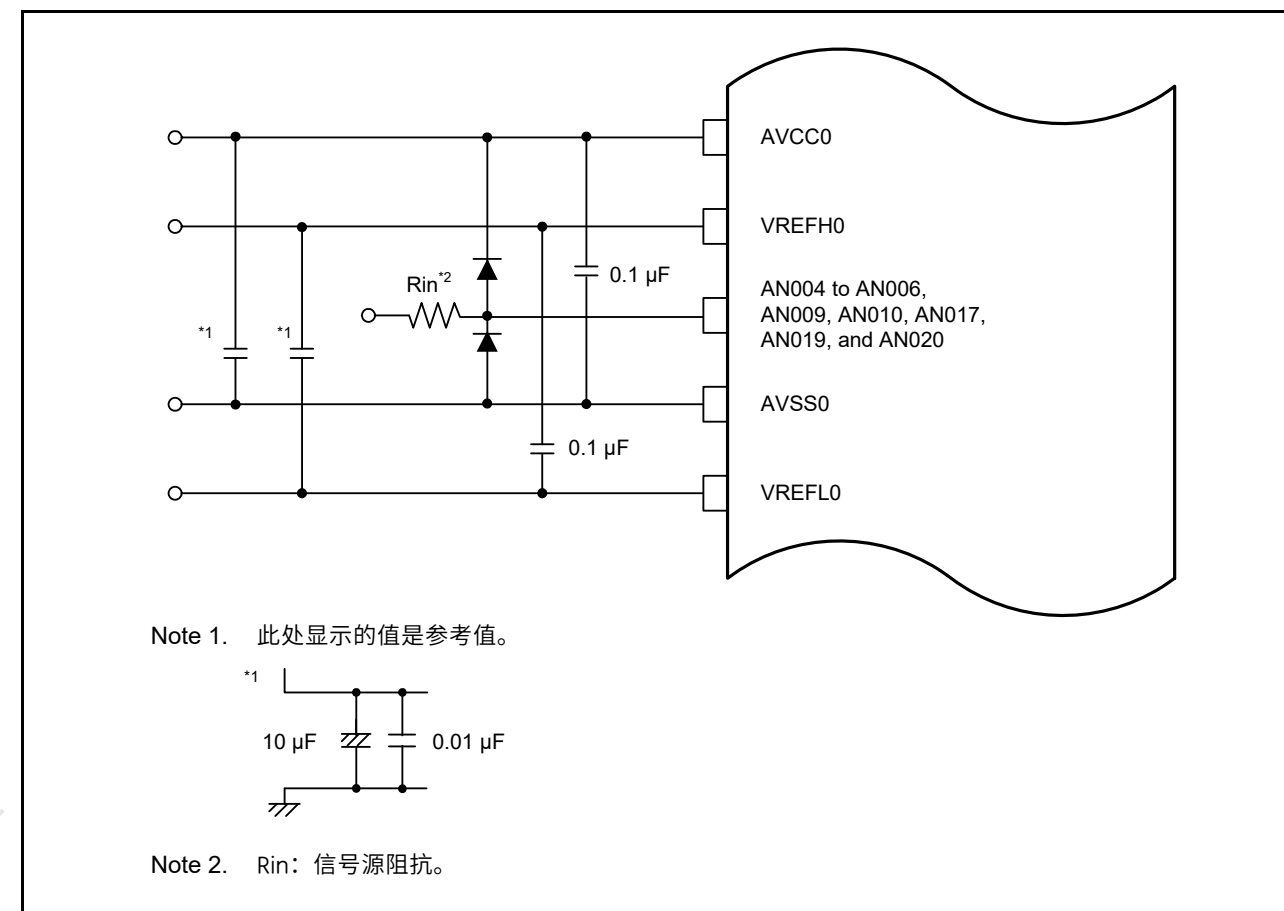 AVCC0
VREFH0
Rin*2
0.1 µF
AN004 to AN006,
AN009, AN010, AN017,
AN019, and AN020
*1
*1
AVSS0
0.1 µF
VREFL0
Note 1. 此处显示的值是参考值。
*1
10 µF
0.01 µF
Note 2. Rin：信号源阻抗。